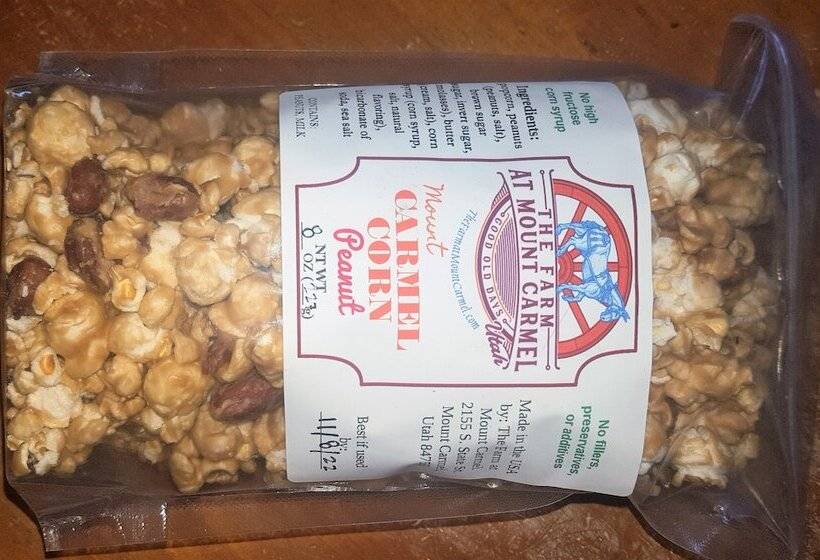 No high
fructose
corn syrup
Ingredients:
popcorn, peanuts
(peanuts, salt),
brown sugar
sugar, invert sugar,
molasses), butter
cream, salt), corn
syrup (corn syrup,
salt, natural
flavoring),
bicarbonate of
soda, sea salt
CONTAINS:
PEANUTS, MILK
THE FARM
AT MOUNT CARMEL
GOOD OLD DAYS
Utah
TheFarmatMountCarmel.com
Mount
CARMEL
CORN
Peanut
8 NT WT
OZ (227g)
No fillers,
preservatives,
or additives
Made in the USA
by: The Farm at
Mount Carmel
2155 S. State
Mount Carmel
Utah 847
Best if used
by:
11/8/22